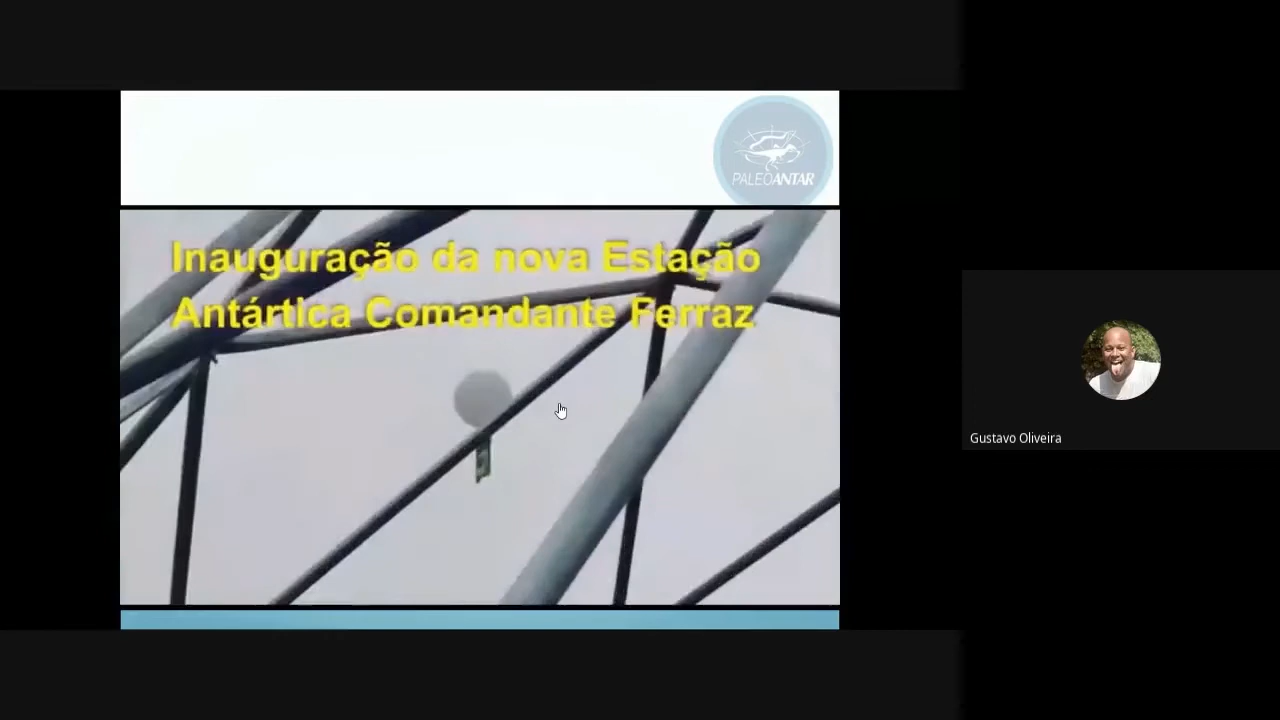 PALEOANTAR
Inauguração da nova Estação
Antártica Comandante Ferraz
Gustavo Oliveira